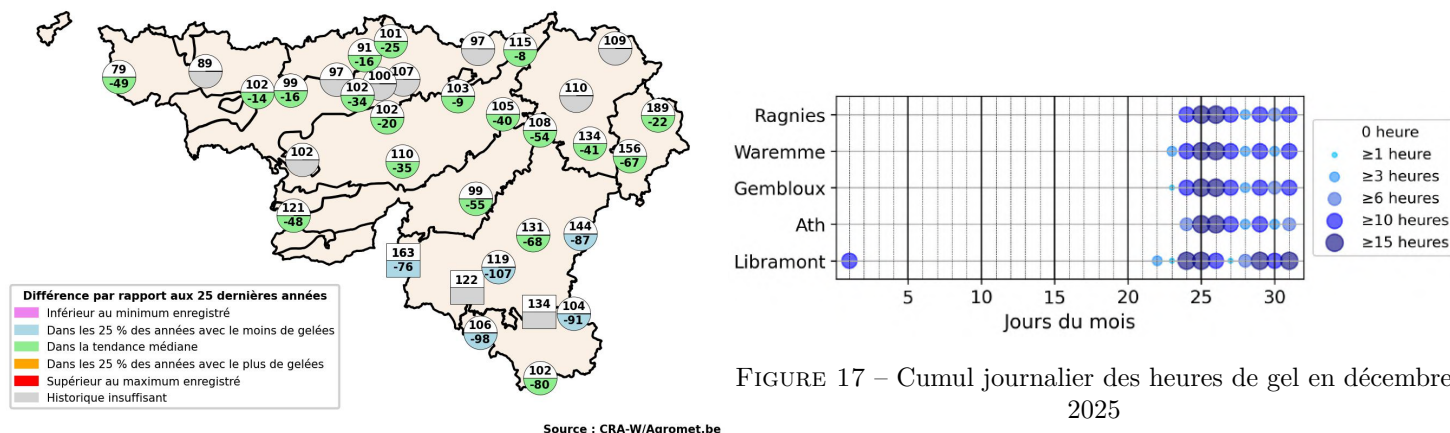 101
-25
91
-16
97
115
-8
109
89
79
-49
102
-14
99
-16
97
100
107
102
-34
103
-9
110
102
-20
105
-40
189
-22
108
-54
134
-41
156
-67
102
110
-35
99
-55
121
-48
131
-68
144
-87
163
-76
119
-107
122
134
104
-91
106
-98
102
-80
Différence par rapport aux 25 dernières années
Inférieur au minimum enregistré
Dans les 25 % des années avec le moins de gelées
Dans la tendance médiane
Dans les 25 % des années avec le plus de gelées
Supérieur au maximum enregistré
Historique insuffisant
Source : CRA-W/Agromet.be
Ragnies
Waremme
Gembloux
Ath
Libramont
5 10 15 20 25 30
Jours du mois
0 heure
≥1 heure
≥3 heures
≥6 heures
≥10 heures
≥15 heures
FIGURE 17 – Cumul journalier des heures de gel en décembre
2025